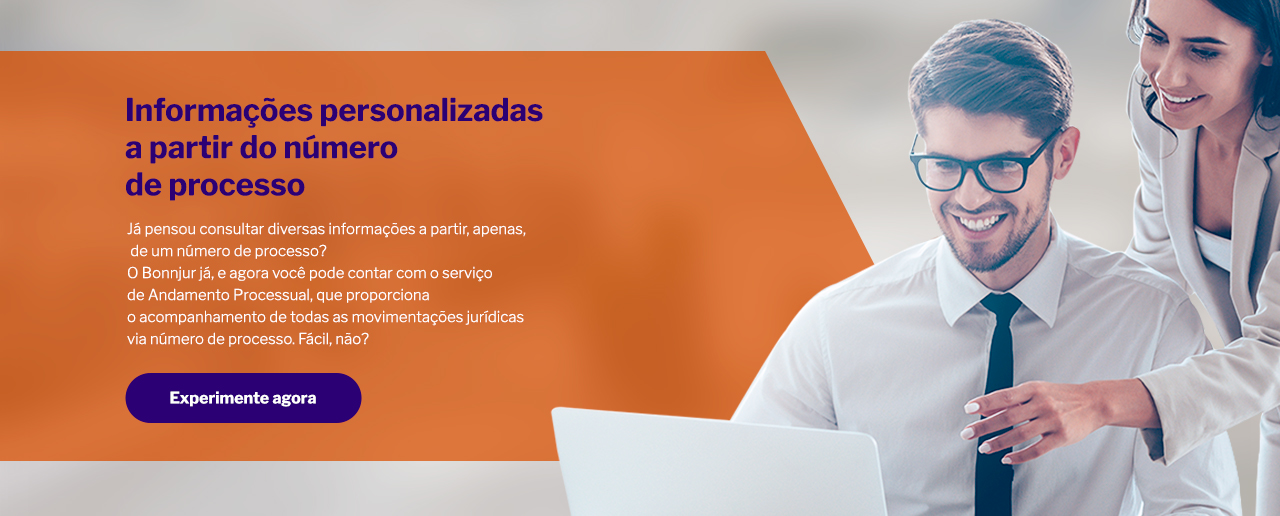 Informações personalizadas
a partir do número
de processo
Já pensou consultar diversas informações a partir, apenas,
de um número de processo?
O Bonnjur já, e agora você pode contar com o serviço
de Andamento Processual, que proporciona
o acompanhamento de todas as movimentações jurídicas
via número de processo. Fácil, não?
Experimente agora